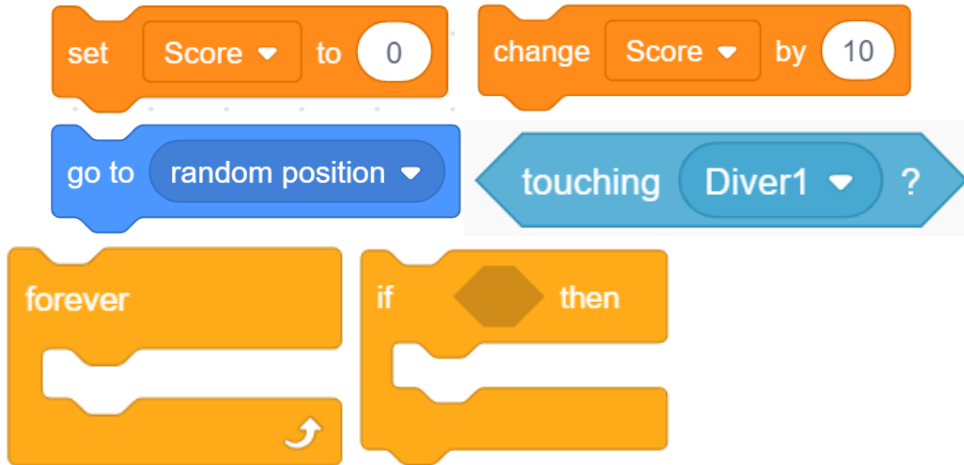 set Score to 0
change Score by 10
go to random position
touching Diver1 ?
forever
if then